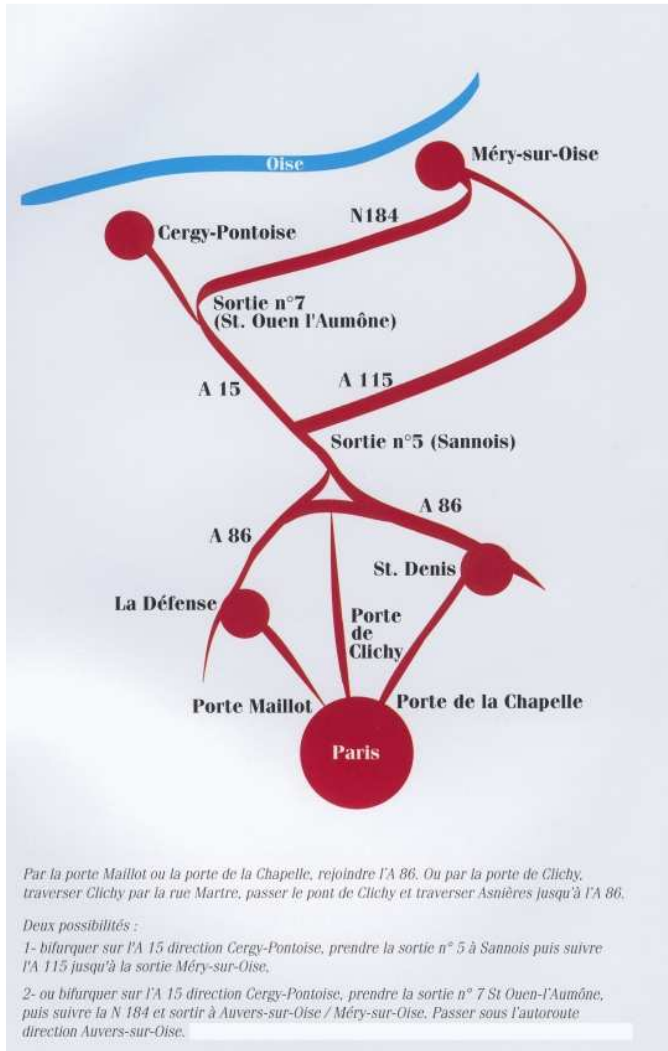 Oise
Méry-sur-Oise
N184
Cergy-Pontoise
Sortie n°7
(St. Ouen l'Aumône)
A 15
A 115
Sortie n°5 (Sannois)
A 86
A 86
St. Denis
La Défense
Porte
de
Clichy
Porte Maillot
Porte de la Chapelle
Paris
Par la porte Maillot ou la porte de la Chapelle, rejoindre l'A 86. Ou par la porte de Clichy,
traverser Clichy par la rue Martre, passer le pont de Clichy et traverser Asnières jusqu'à l'A 86.
Deux possibilités :
1- bifurquer sur l'A 15 direction Cergy-Pontoise, prendre la sortie n° 5 à Sannois puis suivre
l'A 115 jusqu'à la sortie Méry-sur-Oise,
2- ou bifurquer sur l'A 15 direction Cergy-Pontoise, prendre la sortie n° 7 St Ouen-l'Aumône,
puis suivre la N 184 et sortir à Auvers-sur-Oise / Méry-sur-Oise. Passer sous l'autoroute
direction Auvers-sur-Oise.